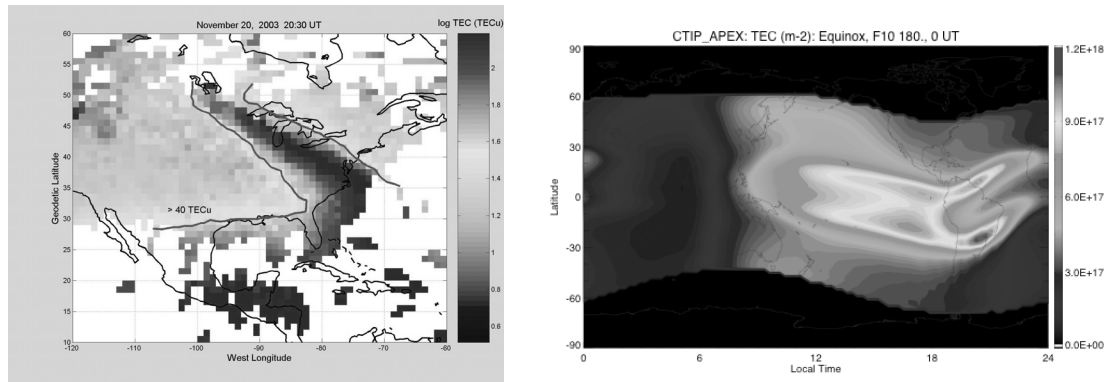 November 20, 2003 20:30 UT
log TEC (TECu)
60
55
50
45
40
35
30
25
20
15
10
Geodetic Latitude
> 40 TECu
-120
-110
-100
-90
-80
-70
-60
West Longitude
2
1.8
1.6
1.4
1.2
1
0.8
0.6
CTIP_APEX: TEC (m-2): Equinox, F10 180., 0 UT
90
60
30
0
-30
-60
-90
Latitude
0
6
12
18
24
Local Time
1.2E+18
9.0E+17
6.0E+17
3.0E+17
0.0E+00